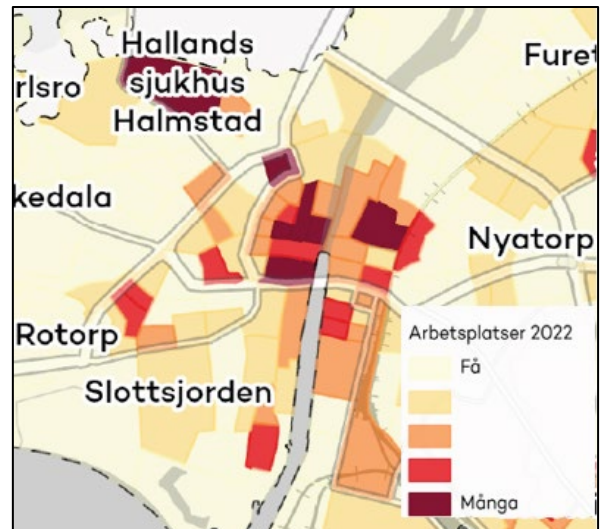 Hallands
sjukhus
Halmstad
Furet
rlsro
kedala
Nyatorp
Rotorp
Slottsjorden
Arbetsplatser 2022
Få
Många